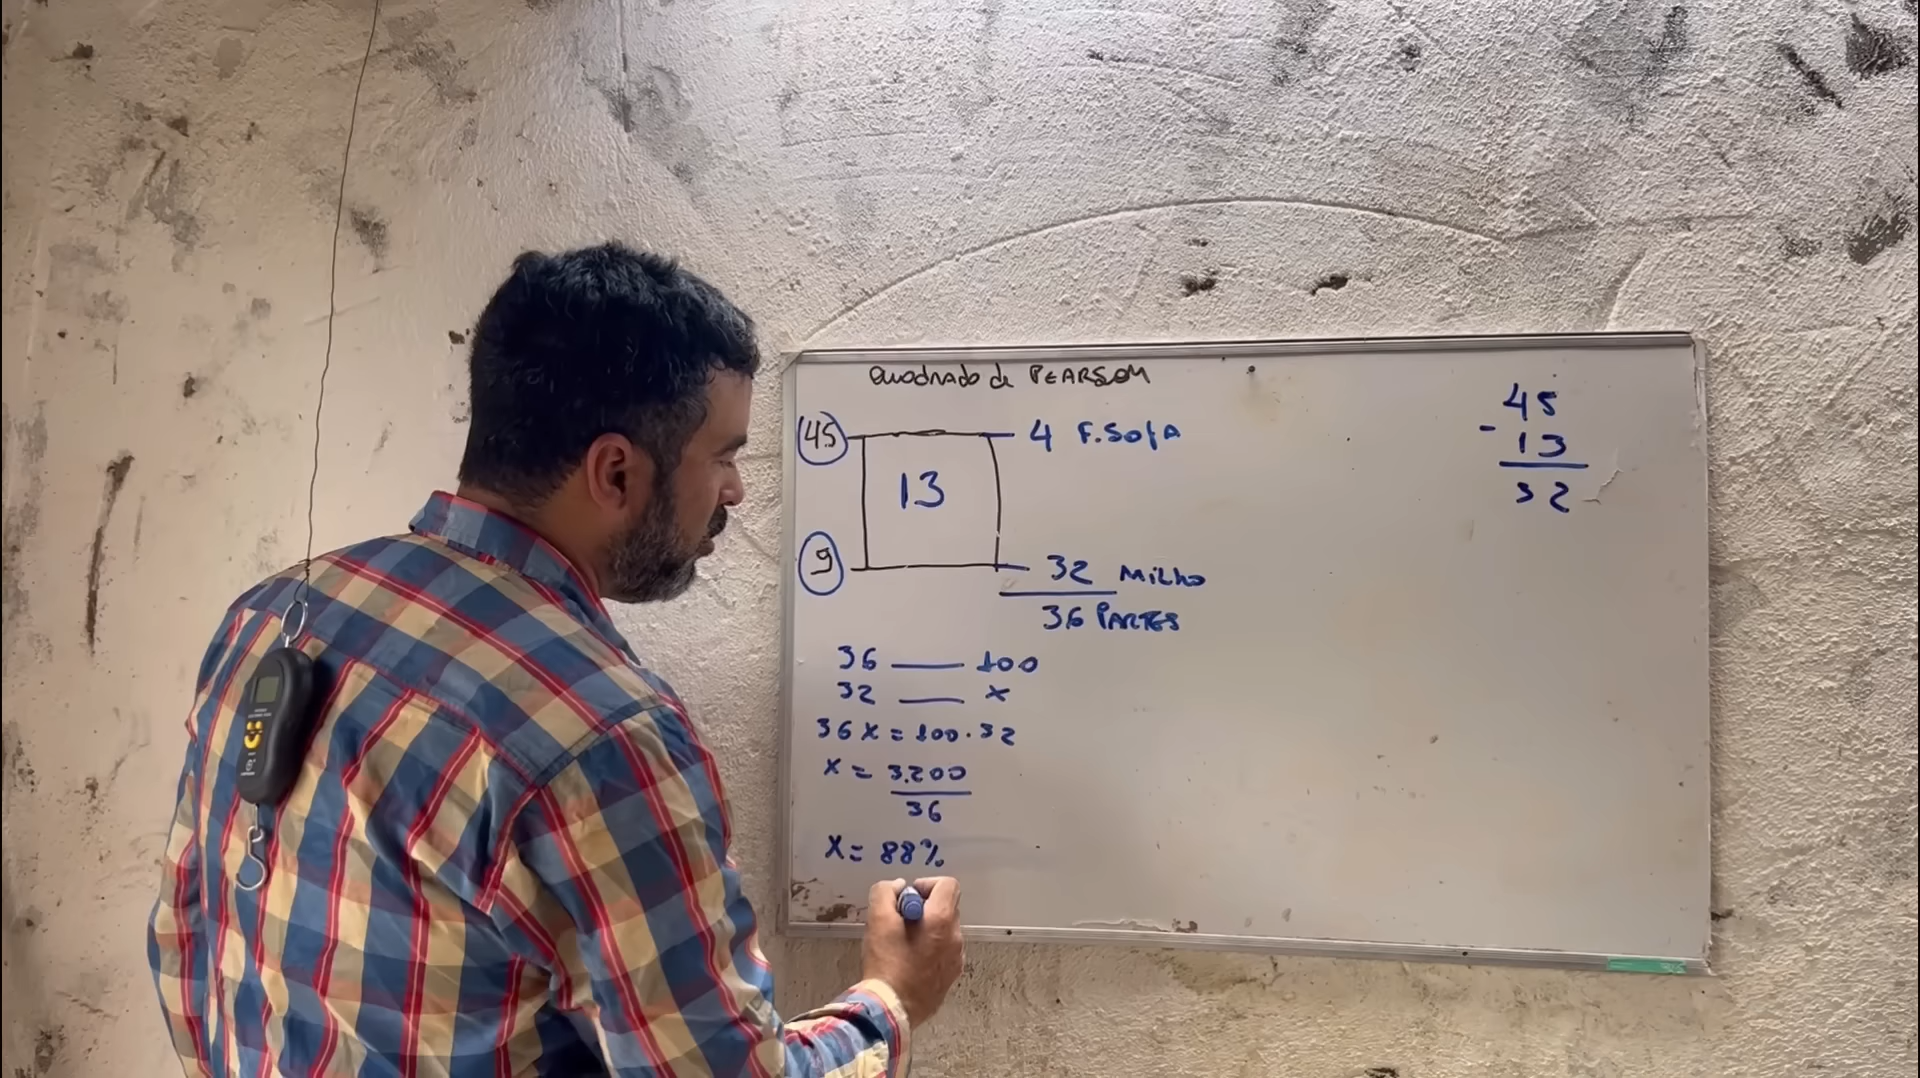 Quadrado de PEARSOM
45 4 F.SOJA
13
9 32 MILHO
36 PARTES
36 100
32 x
36 x = 100 · 32
x = 3.200
36
X = 88%
45
- 13
32